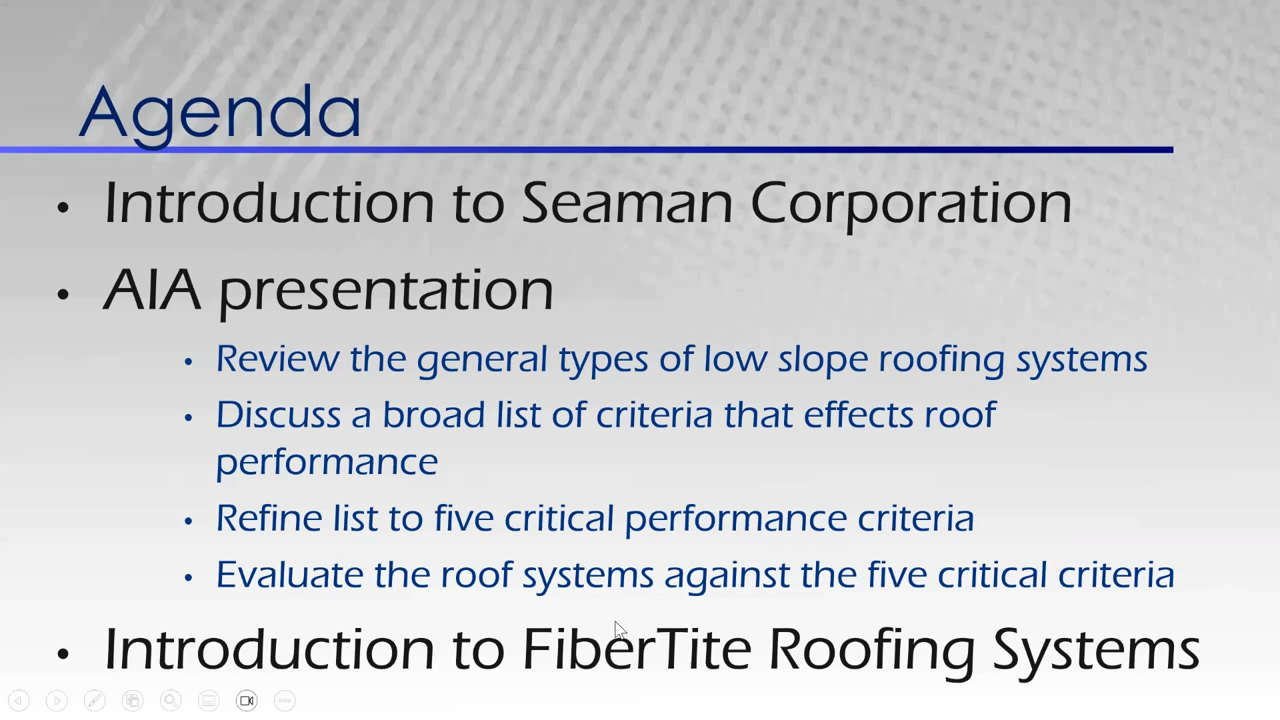 Agenda
• Introduction to Seaman Corporation
• AIA presentation
• Review the general types of low slope roofing systems
• Discuss a broad list of criteria that effects roof
performance
• Refine list to five critical performance criteria
• Evaluate the roof systems against the five critical criteria
• Introduction to FiberTite Roofing Systems